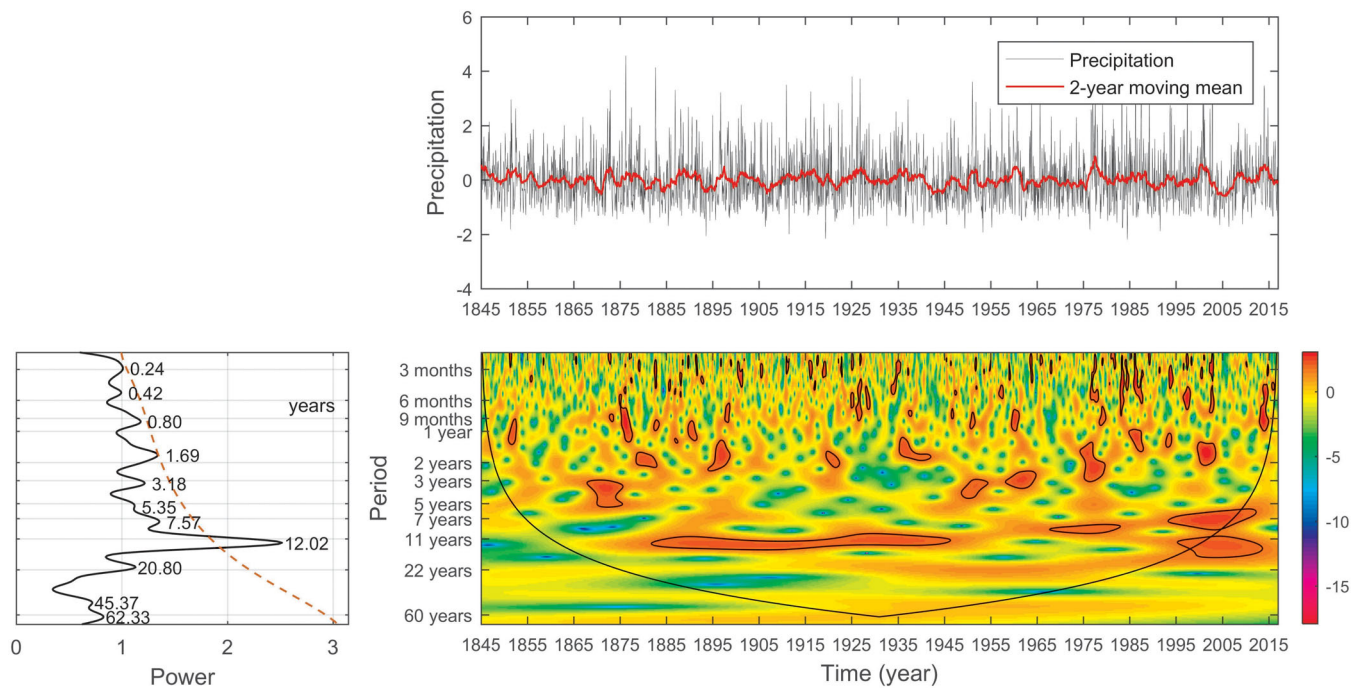 6
4
2
0
-2
-4
Precipitation
Precipitation
2-year moving mean
1845 1855 1865 1875 1885 1895 1905 1915 1925 1935 1945 1955 1965 1975 1985 1995 2005 2015
0.24
0.42
years
0.80
1.69
3.18
5.35
7.57
12.02
20.80
45.37
62.33
0 1 2 3
Power
Period
3 months
6 months
9 months
1 year
2 years
3 years
5 years
7 years
11 years
22 years
60 years
1845 1855 1865 1875 1885 1895 1905 1915 1925 1935 1945 1955 1965 1975 1985 1995 2005 2015
Time (year)
0
-5
-10
-15